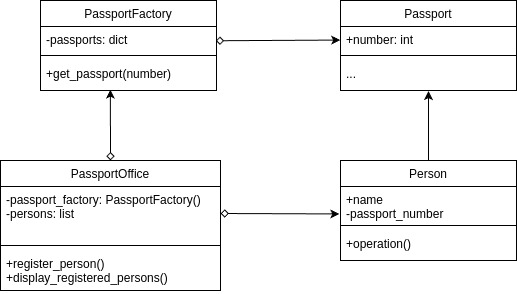 PassportFactory
-passports: dict
+get_passport(number)
Passport
+number: int
...
PassportOffice
-passport_factory: PassportFactory()
-persons: list
+register_person()
+display_registered_persons()
Person
+name
-passport_number
+operation()